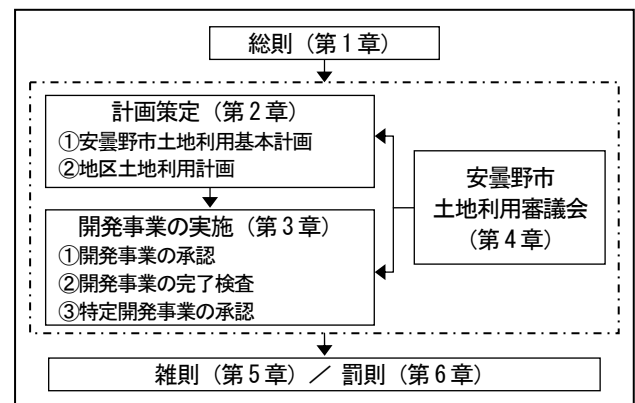 総則（第１章）
計画策定（第２章）
①安曇野市土地利用基本計画
②地区土地利用計画
開発事業の実施（第３章）
①開発事業の承認
②開発事業の完了検査
③特定開発事業の承認
安曇野市
土地利用審議会
（第４章）
雑則（第５章）／ 罰則（第６章）